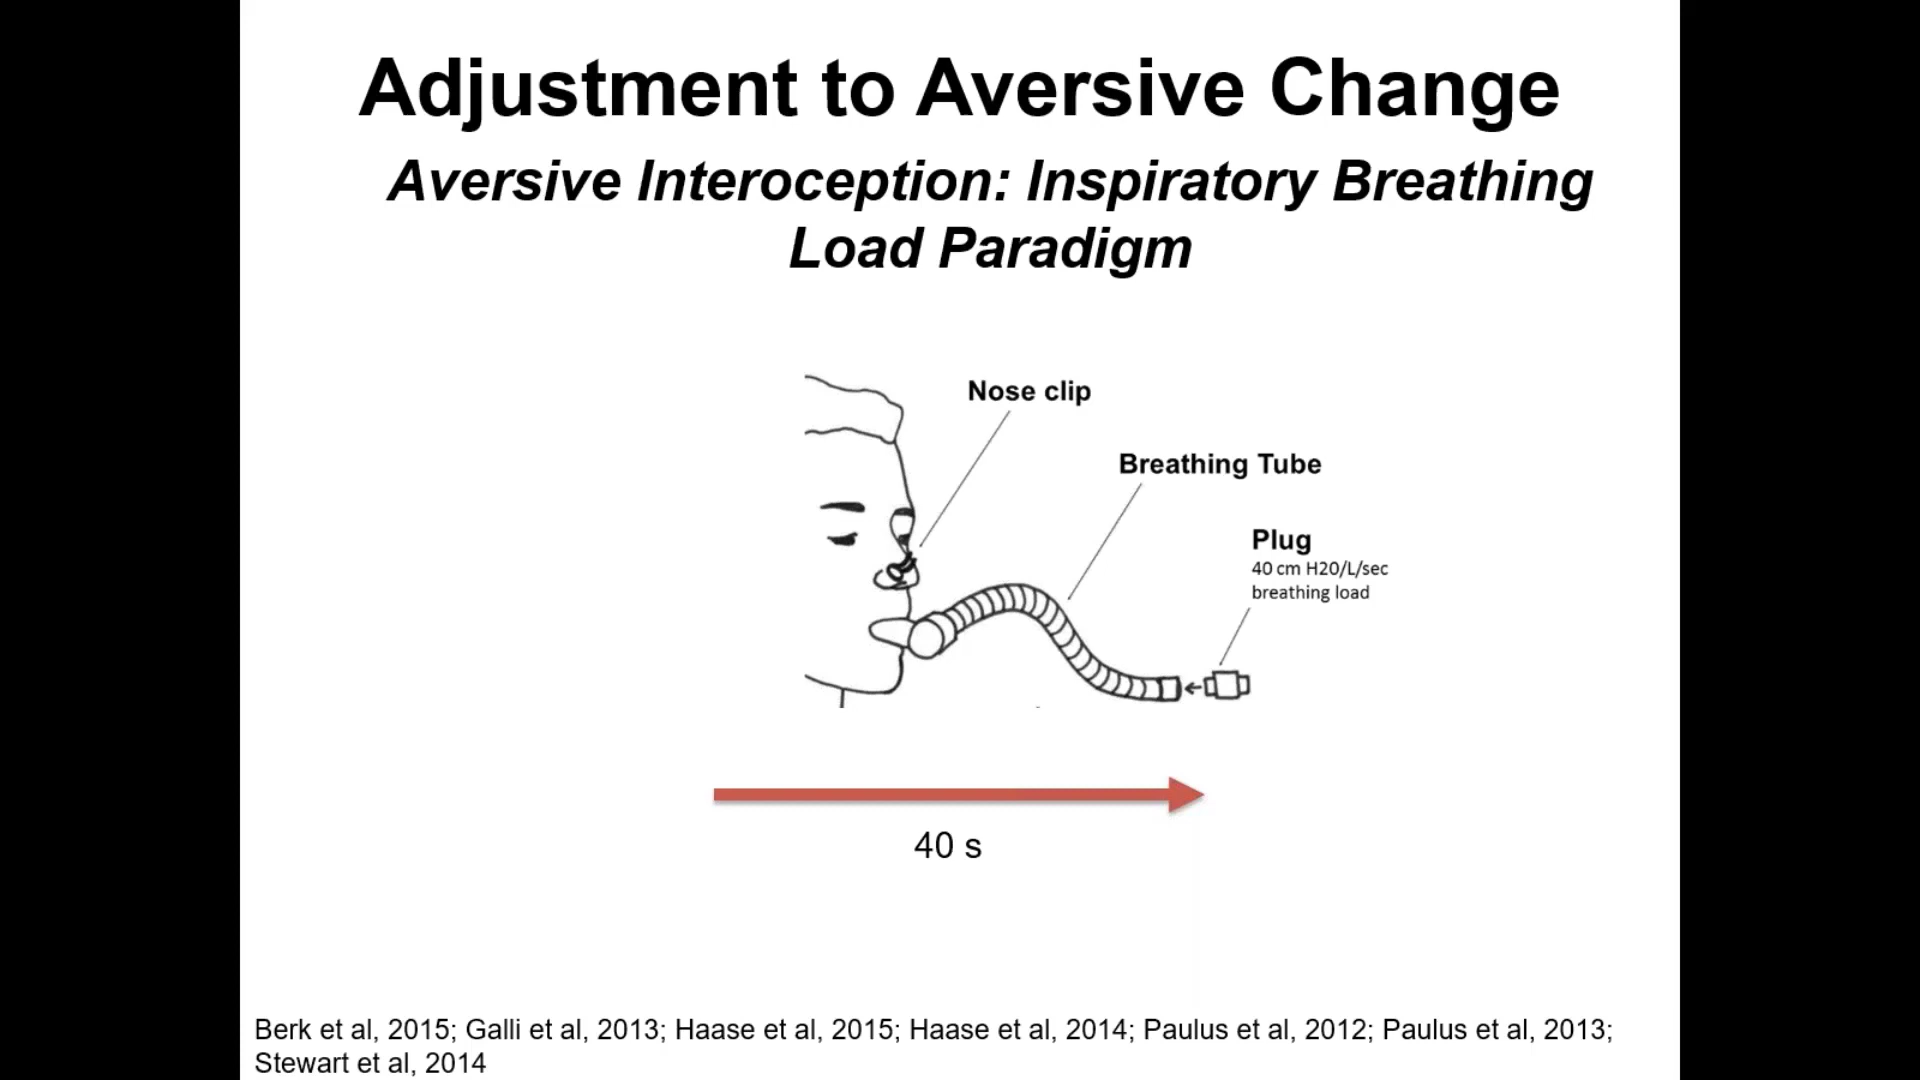 Adjustment to Aversive Change
Aversive Interoception: Inspiratory Breathing
Load Paradigm
Nose clip
Breathing Tube
Plug
40 cm H20/L/sec
breathing load
40 s
Berk et al, 2015; Galli et al, 2013; Haase et al, 2015; Haase et al, 2014; Paulus et al, 2012; Paulus et al, 2013;
Stewart et al, 2014